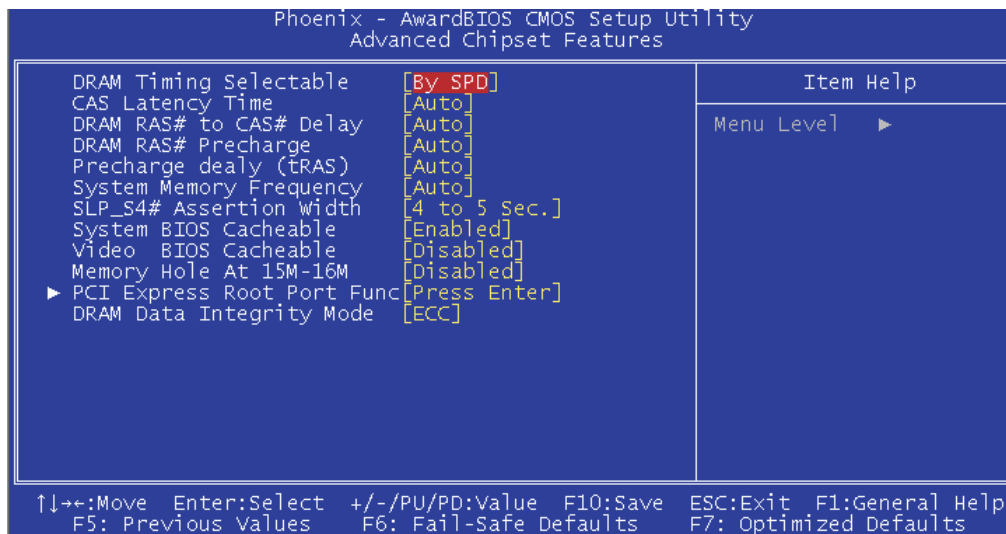 Phoenix - AwardBIOS CMOS Setup Utility
Advanced Chipset Features
DRAM Timing Selectable [By SPD]
CAS Latency Time [Auto]
DRAM RAS# to CAS# Delay [Auto]
DRAM RAS# Precharge [Auto]
Precharge dealy (tRAS) [Auto]
System Memory Frequency [Auto]
SLP_S4# Assertion Width [4 to 5 Sec.]
System BIOS Cacheable [Enabled]
Video BIOS Cacheable [Disabled]
Memory Hole At 15M-16M [Disabled]
▶ PCI Express Root Port Func[Press Enter]
DRAM Data Integrity Mode [ECC]
Item Help
Menu Level ▶
↑↓→←:Move Enter:Select +/-/PU/PD:Value F10:Save ESC:Exit F1:General Help
F5: Previous Values F6: Fail-Safe Defaults F7: Optimized Defaults